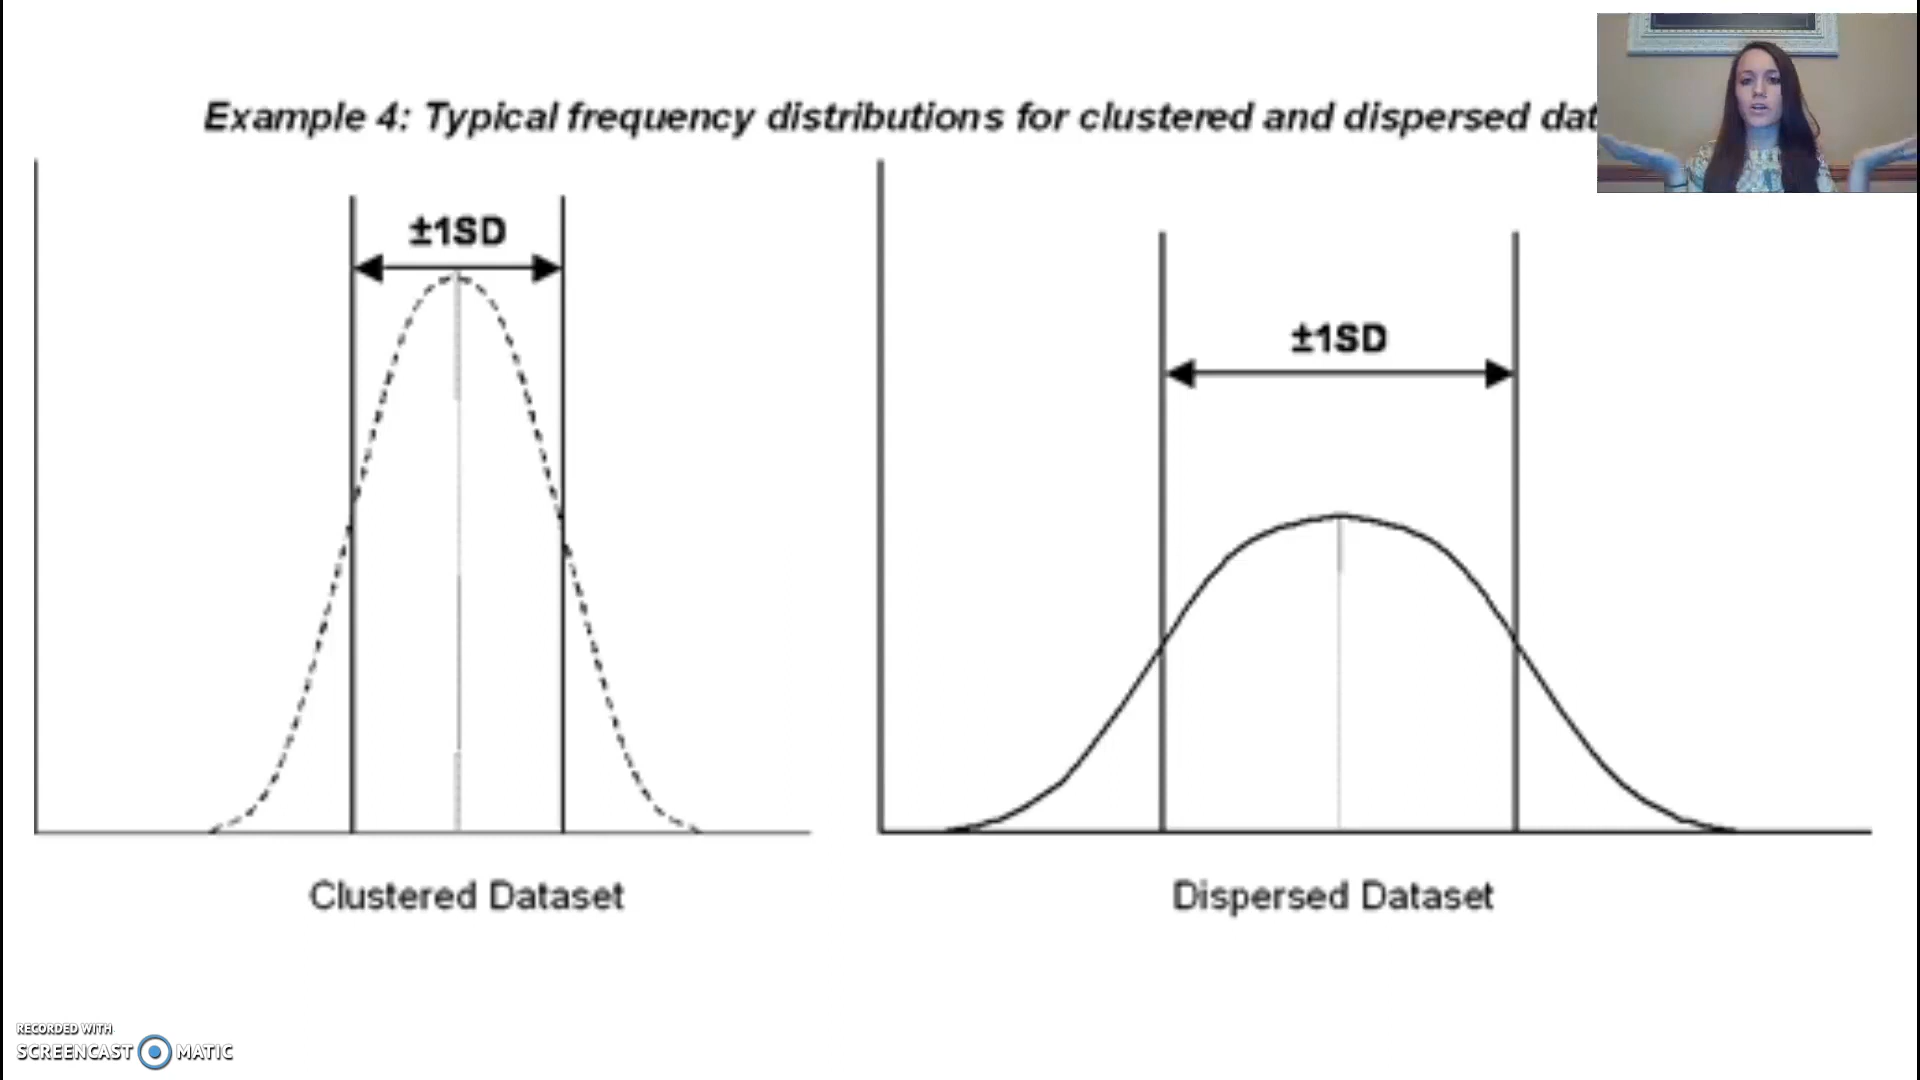 Example 4: Typical frequency distributions for clustered and dispersed dat
±1SD
±1SD
Clustered Dataset
Dispersed Dataset
RECORDED WITH
SCREENCAST MATIC